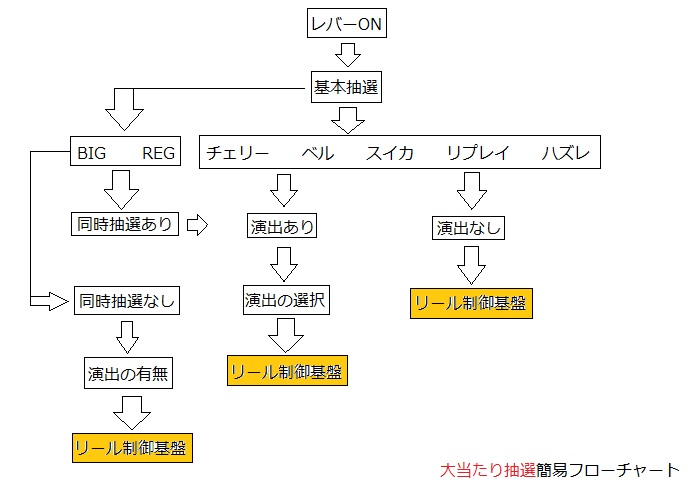 レバーON
基本抽選
BIG REG
チェリー ベル スイカ リプレイ ハズレ
同時抽選あり
演出あり
演出なし
同時抽選なし
演出の選択
リール制御基盤
演出の有無
リール制御基盤
リール制御基盤
大当たり抽選簡易フローチャート